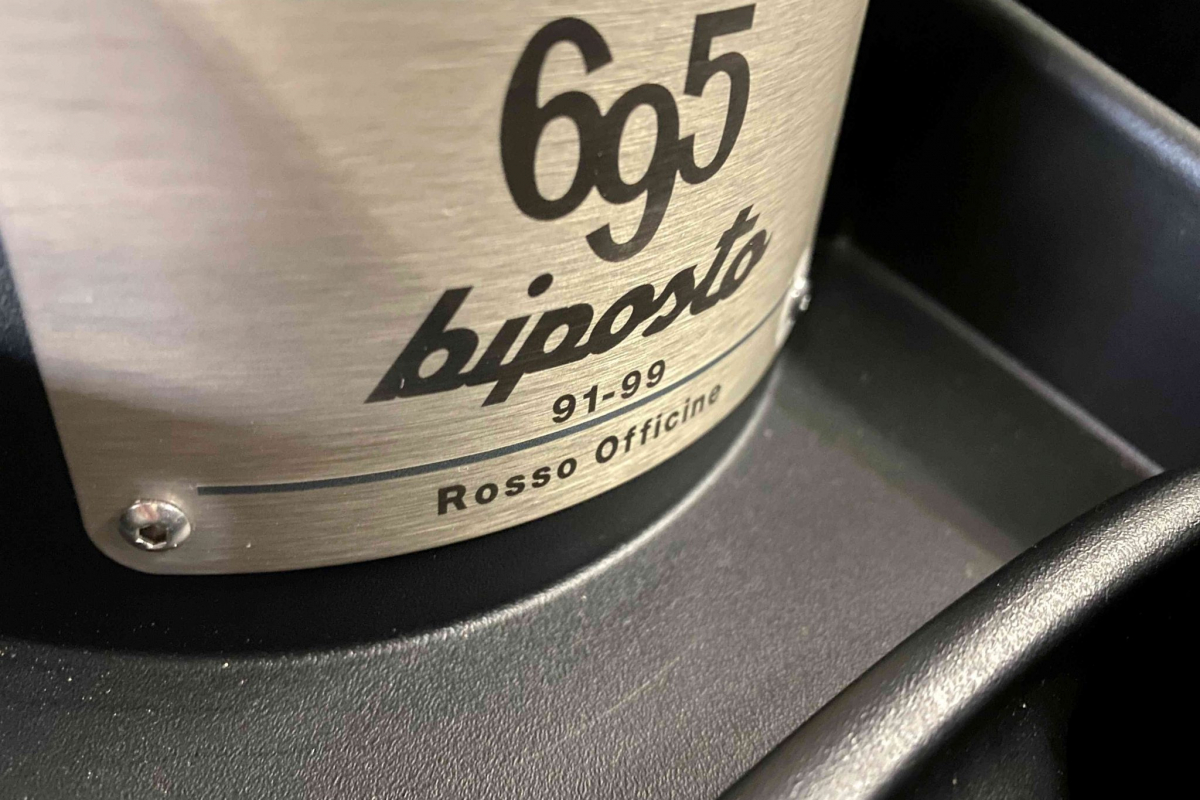 695
biposto
91-99
Rosso Officine